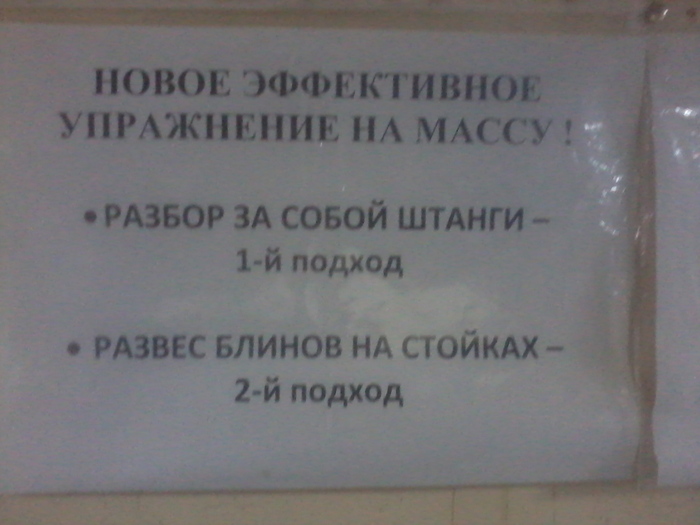 НОВОЕ ЭФФЕКТИВНОЕ
УПРАЖНЕНИЕ НА МАССУ !
• РАЗБОР ЗА СОБОЙ ШТАНГИ –
1-й подход
• РАЗВЕС БЛИНОВ НА СТОЙКАХ –
2-й подход